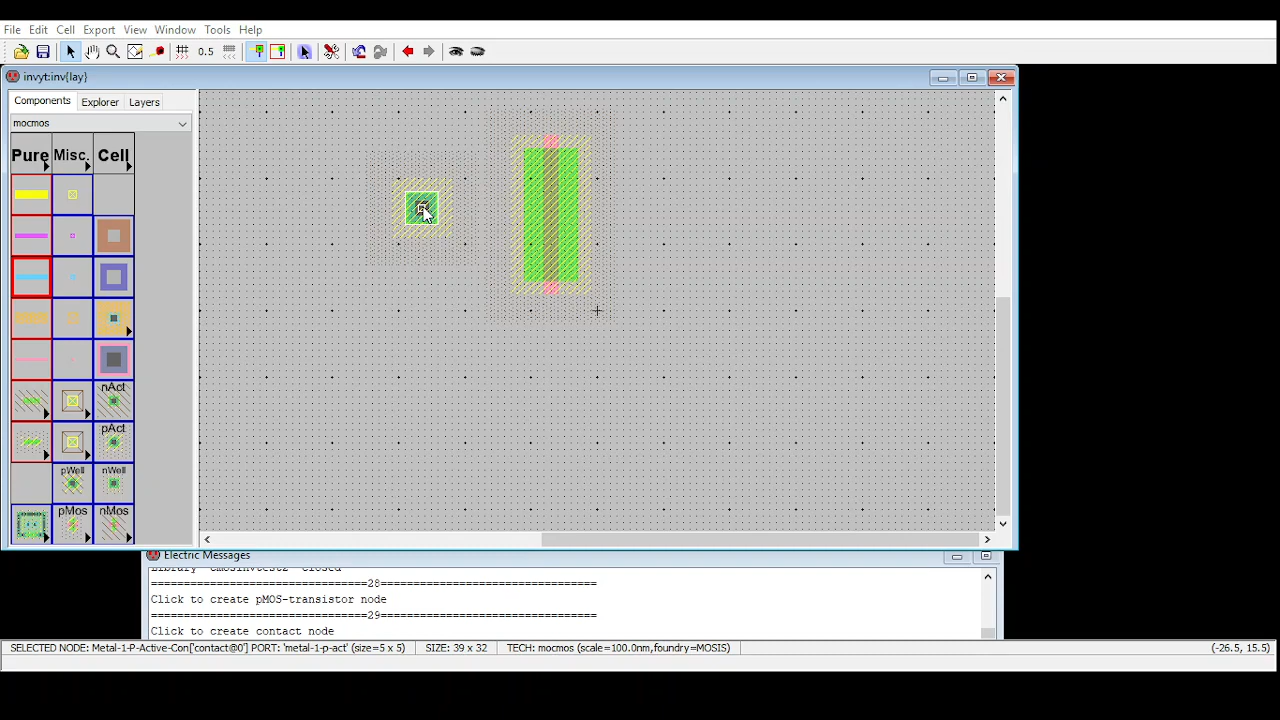 File Edit Cell Export View Window Tools Help
0.5
invyt:inv{lay}
Components Explorer Layers
mocmos
Pure Misc. Cell
nAct
pAct
pWell nWell
pMos nMos
Electric Messages
===============================28================================
Click to create pMOS-transistor node
===============================29================================
Click to create contact node
SELECTED NODE: Metal-1-P-Active-Con['contact@0'] PORT: 'metal-1-p-act' (size=5 x 5) SIZE: 39 x 32 TECH: mocmos (scale=100.0nm,foundry=MOSIS) (-26.5, 15.5)